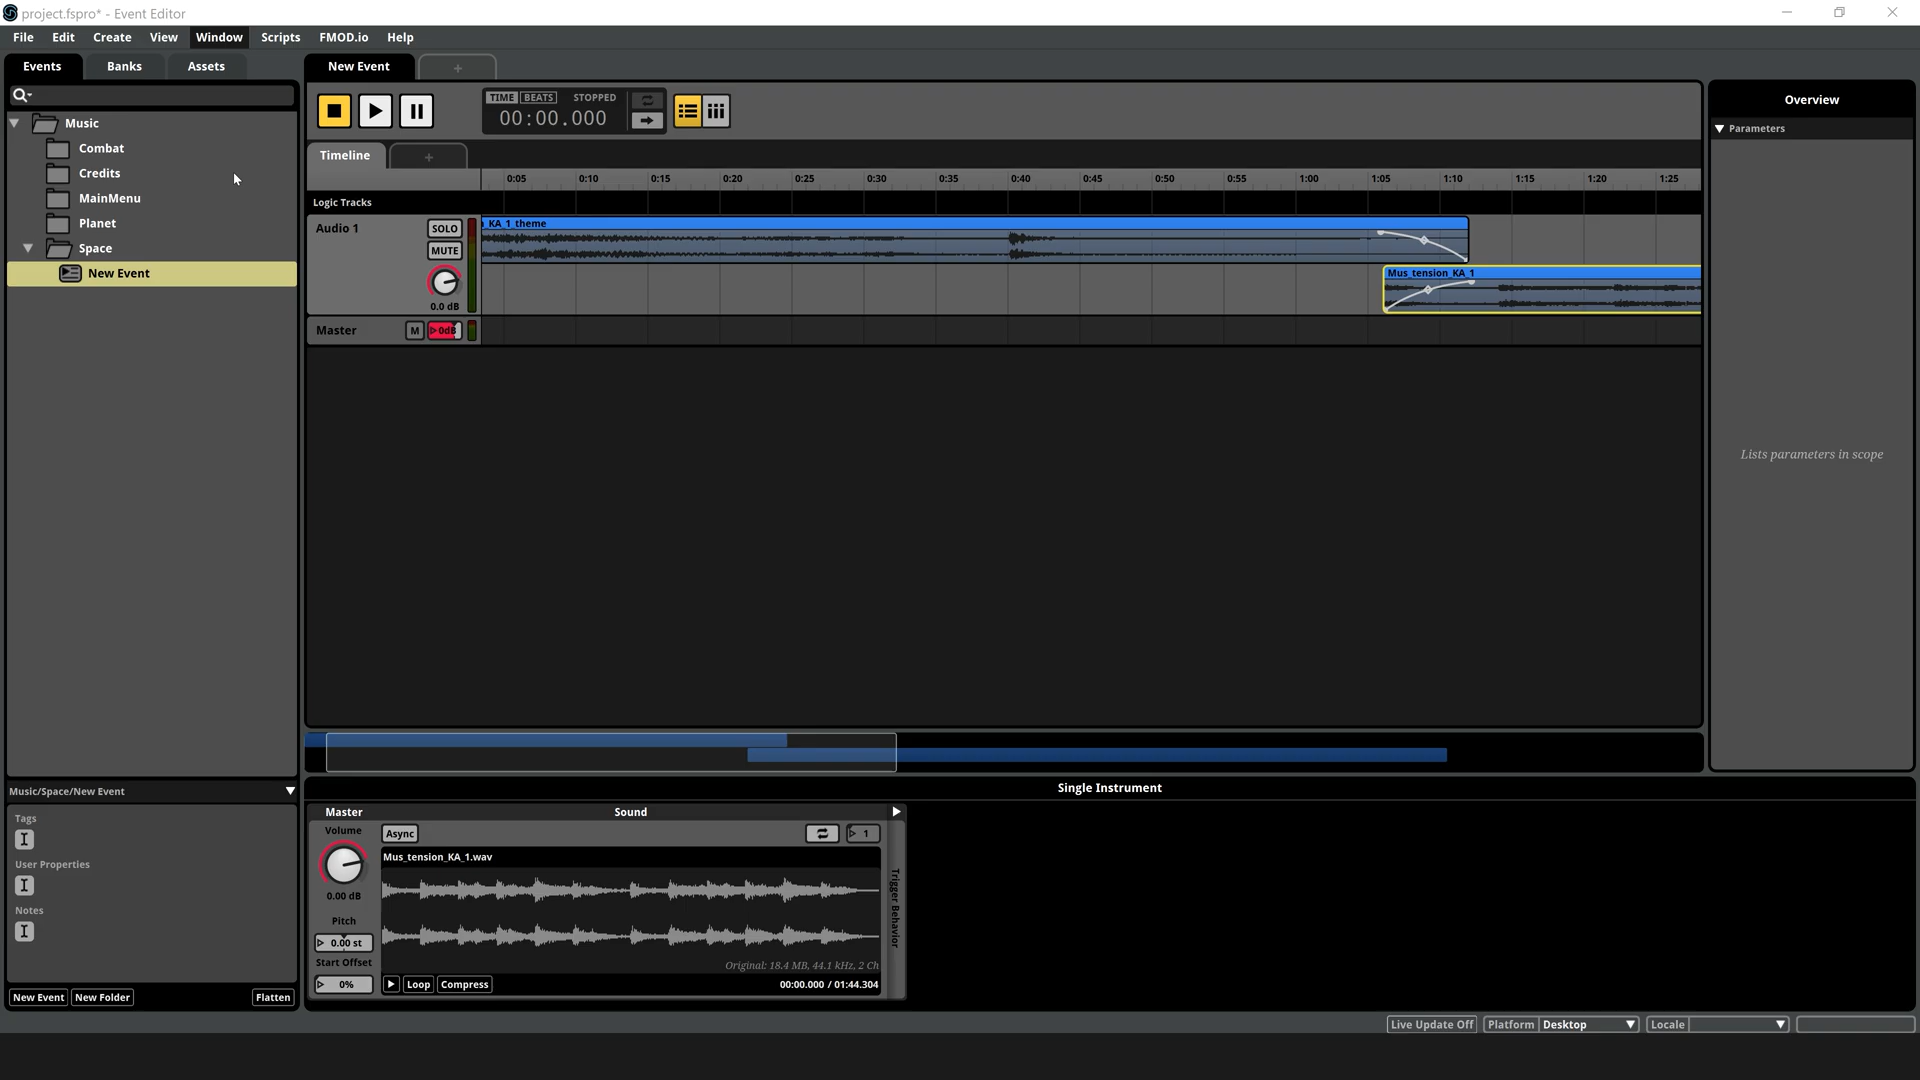 project.fspro* - Event Editor
File Edit Create View Window Scripts FMOD.io Help
Events Banks Assets
New Event +
TIME BEATS STOPPED
00:00.000
Music
Combat
Credits
MainMenu
Planet
Space
New Event
Timeline +
0:05 0:10 0:15 0:20 0:25 0:30 0:35 0:40 0:45 0:50 0:55 1:00 1:05 1:10 1:15 1:20 1:25
Logic Tracks
Audio 1
SOLO
MUTE
0.0 dB
_KA_1_theme
Mus_tension_KA_1
Master M 0dB
Overview
Parameters
Lists parameters in scope
Music/Space/New Event
Tags
User Properties
Notes
New Event New Folder Flatten
Single Instrument
Master Sound
Volume
0.00 dB
Pitch
0.00 st
Start Offset
0%
Async 1
Mus_tension_KA_1.wav
Original: 18.4 MB, 44.1 kHz, 2 Ch
Loop Compress 00:00.000 / 01:44.304
Trigger Behavior
Live Update Off Platform Desktop Locale